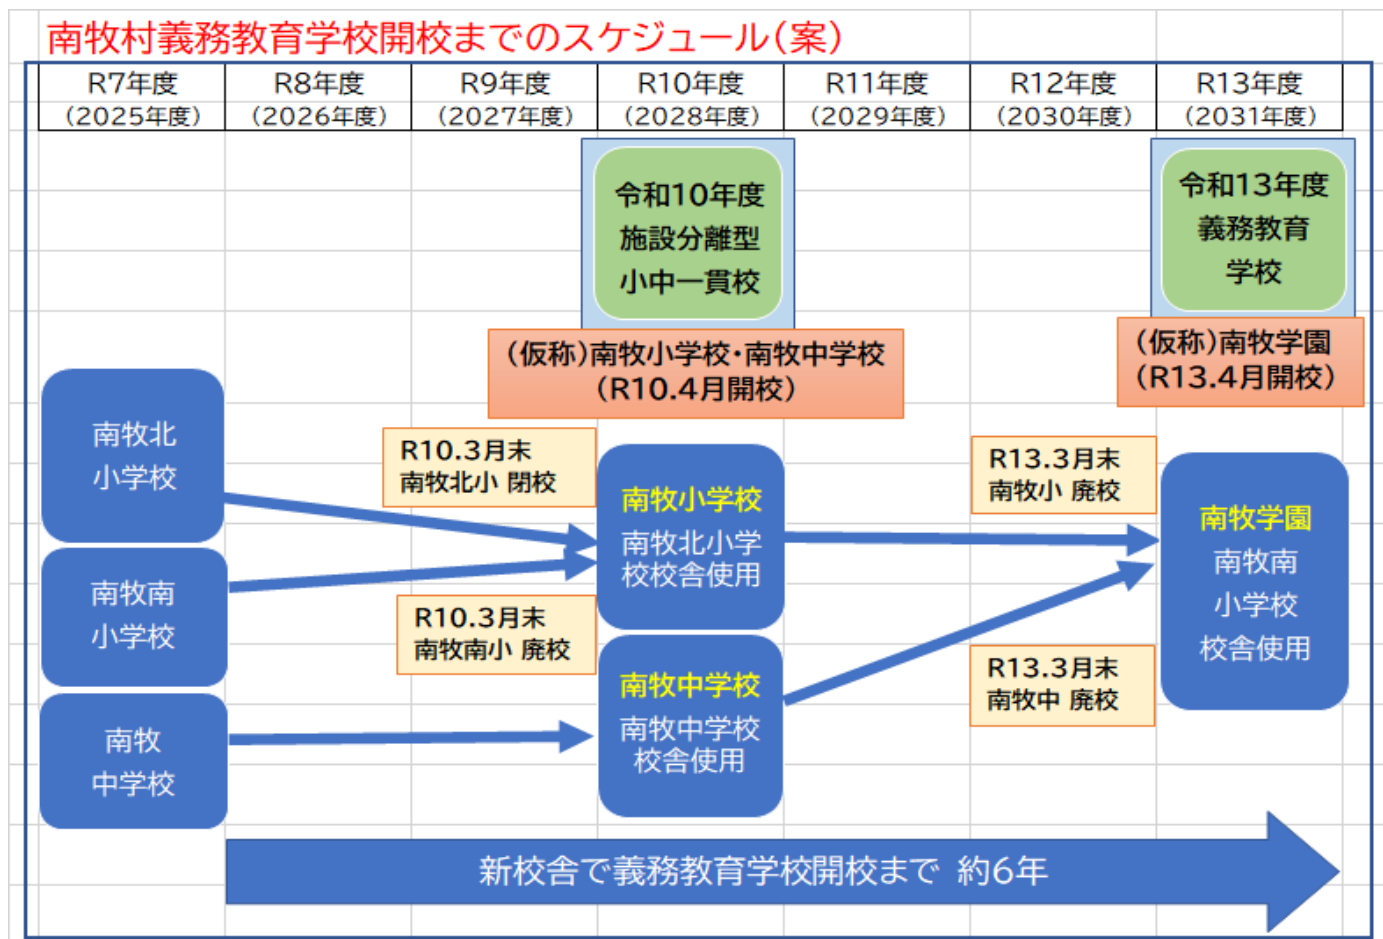 南牧村義務教育学校開校までのスケジュール(案)
R7年度 R8年度 R9年度 R10年度 R11年度 R12年度 R13年度
(2025年度) (2026年度) (2027年度) (2028年度) (2029年度) (2030年度) (2031年度)
令和10年度
施設分離型
小中一貫校
令和13年度
義務教育
学校
(仮称)南牧小学校・南牧中学校
(R10.4月開校)
(仮称)南牧学園
(R13.4月開校)
南牧北
小学校
R10.3月末
南牧北小 閉校
南牧小学校
南牧北小学
校校舎使用
R13.3月末
南牧小 廃校
南牧学園
南牧南
小学校
校舎使用
南牧南
小学校
R10.3月末
南牧南小 廃校
南牧中学校
南牧中学校
校舎使用
R13.3月末
南牧中 廃校
南牧
中学校
新校舎で義務教育学校開校まで 約6年